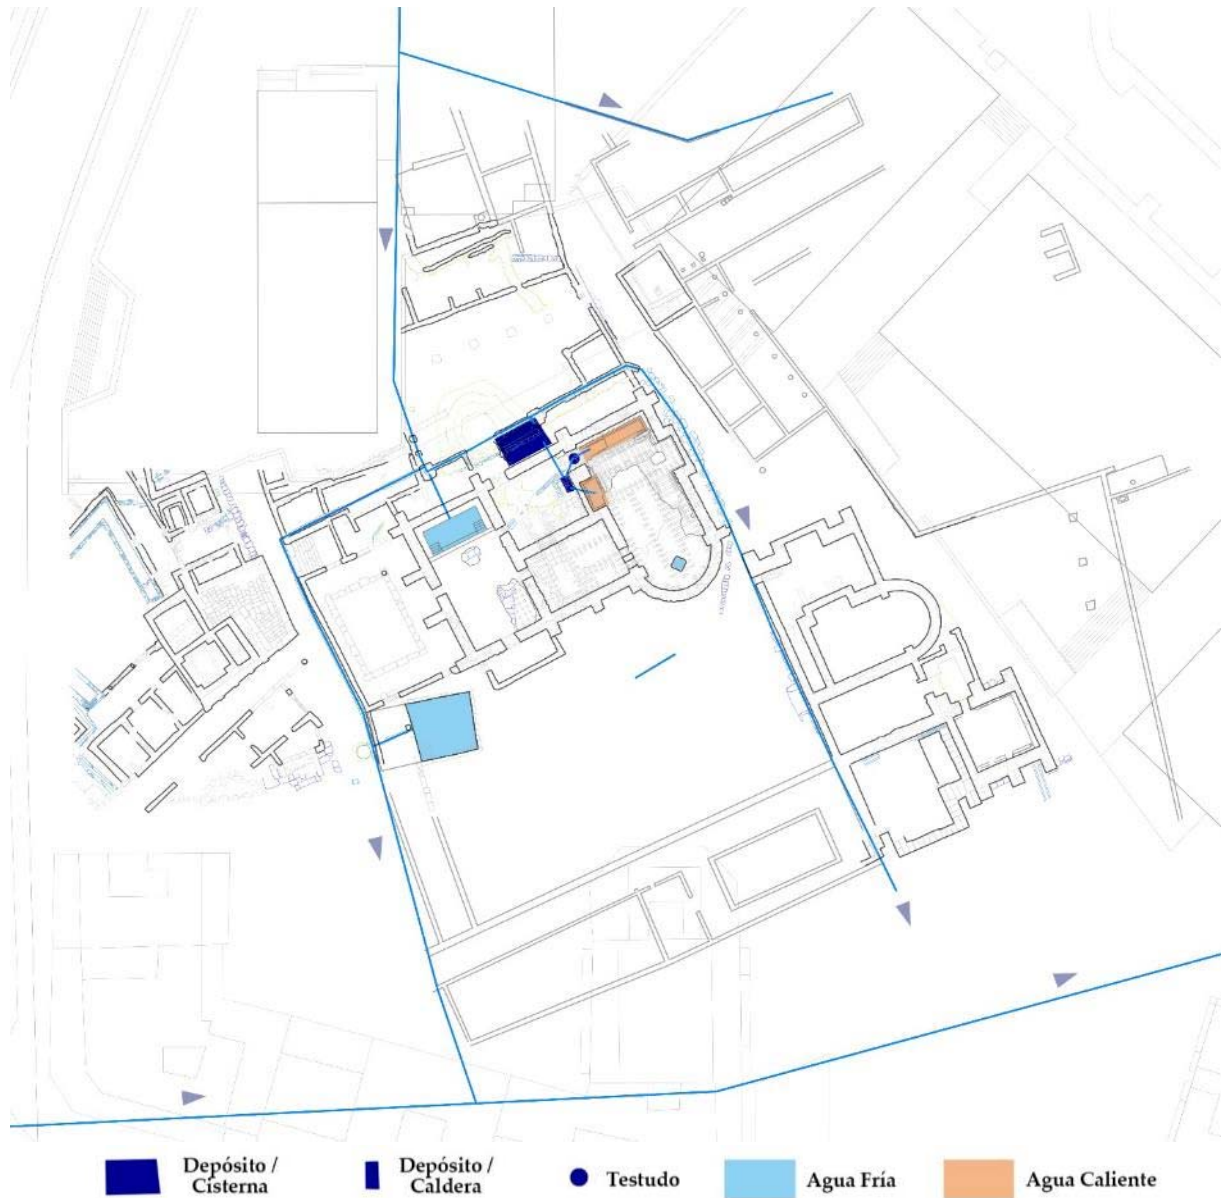 Depósito /
Cisterna
Depósito /
Caldera
Testudo
Agua Fría
Agua Caliente